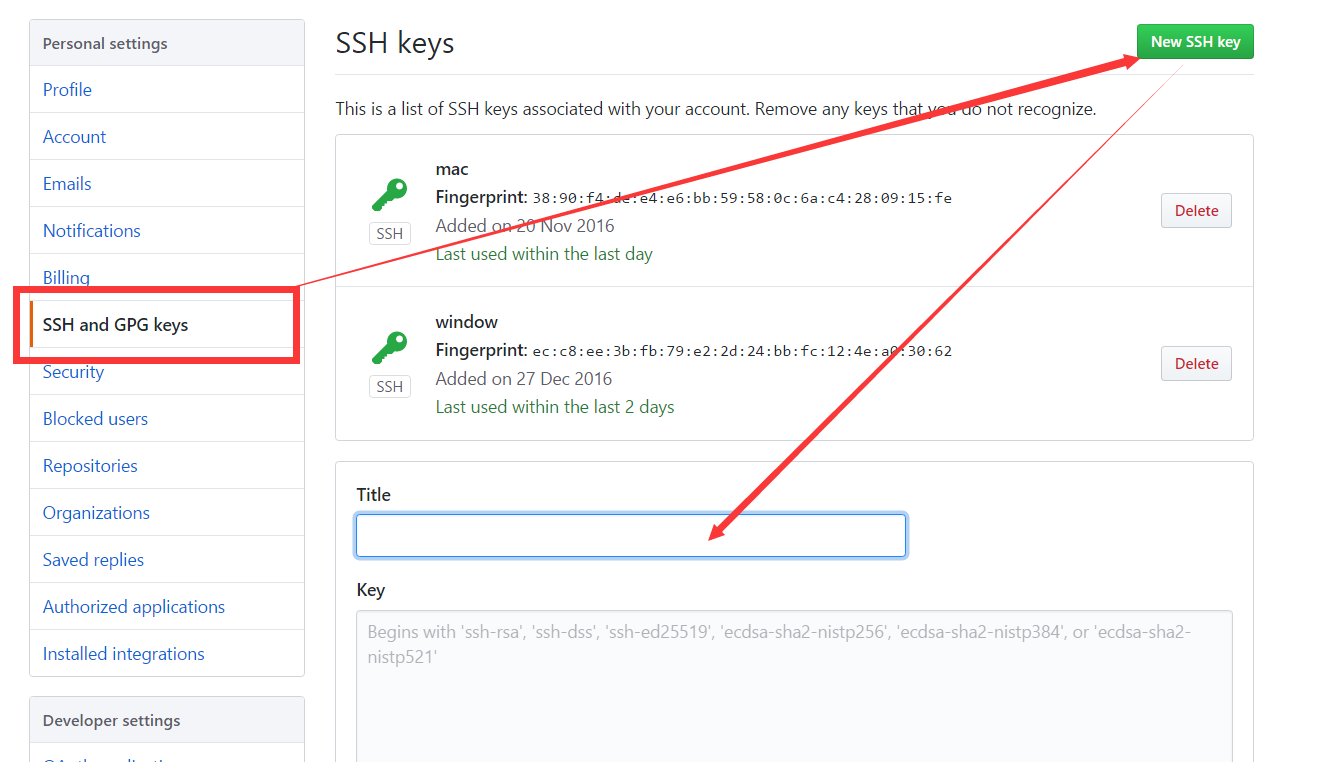 Personal settings
Profile
Account
Emails
Notifications
Billing
SSH and GPG keys
Security
Blocked users
Repositories
Organizations
Saved replies
Authorized applications
Installed integrations
Developer settings
SSH keys
New SSH key
This is a list of SSH keys associated with your account. Remove any keys that you do not recognize.
mac
Fingerprint: 38:90:f4:de:e4:e6:bb:59:58:0c:6a:c4:28:09:15:fe
SSH
Added on 20 Nov 2016
Last used within the last day
Delete
window
Fingerprint: ec:c8:ee:3b:fb:79:e2:2d:24:bb:fc:12:4e:a0:30:62
SSH
Added on 27 Dec 2016
Last used within the last 2 days
Delete
Title
Key
Begins with 'ssh-rsa', 'ssh-dss', 'ssh-ed25519', 'ecdsa-sha2-nistp256', 'ecdsa-sha2-nistp384', or 'ecdsa-sha2-
nistp521'